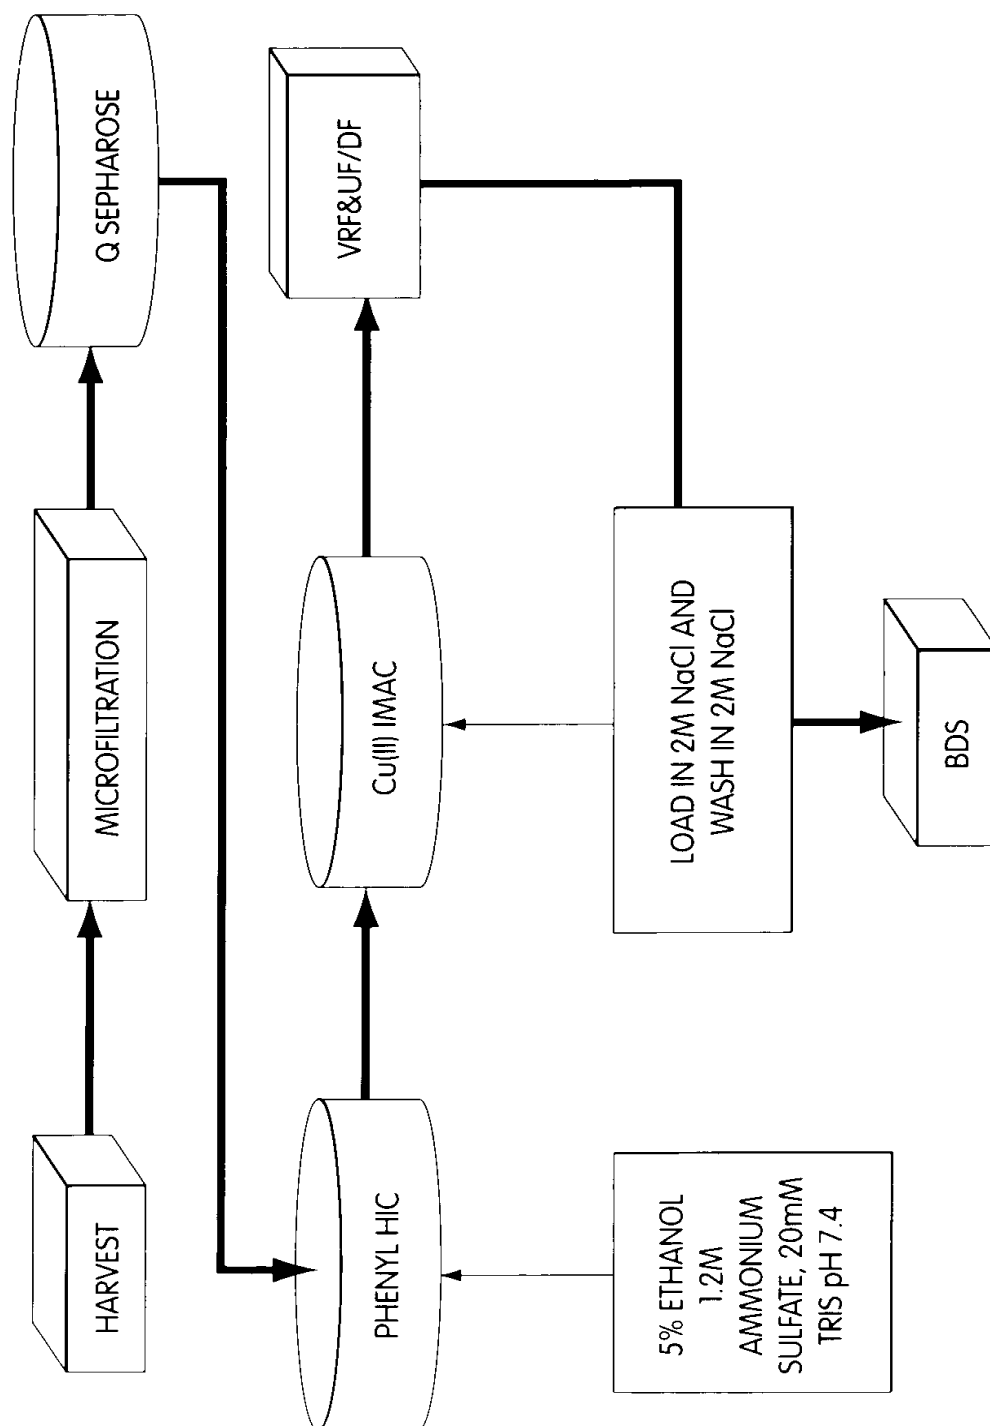 HARVEST
MICROFILTRATION
Q SEPHAROSE
PHENYL HIC
Cu(II) IMAC
VRF&UF/DF
5% ETHANOL
1.2M
AMMONIUM
SULFATE, 20mM
TRIS pH 7.4
LOAD IN 2M NaCl AND
WASH IN 2M NaCl
BDS